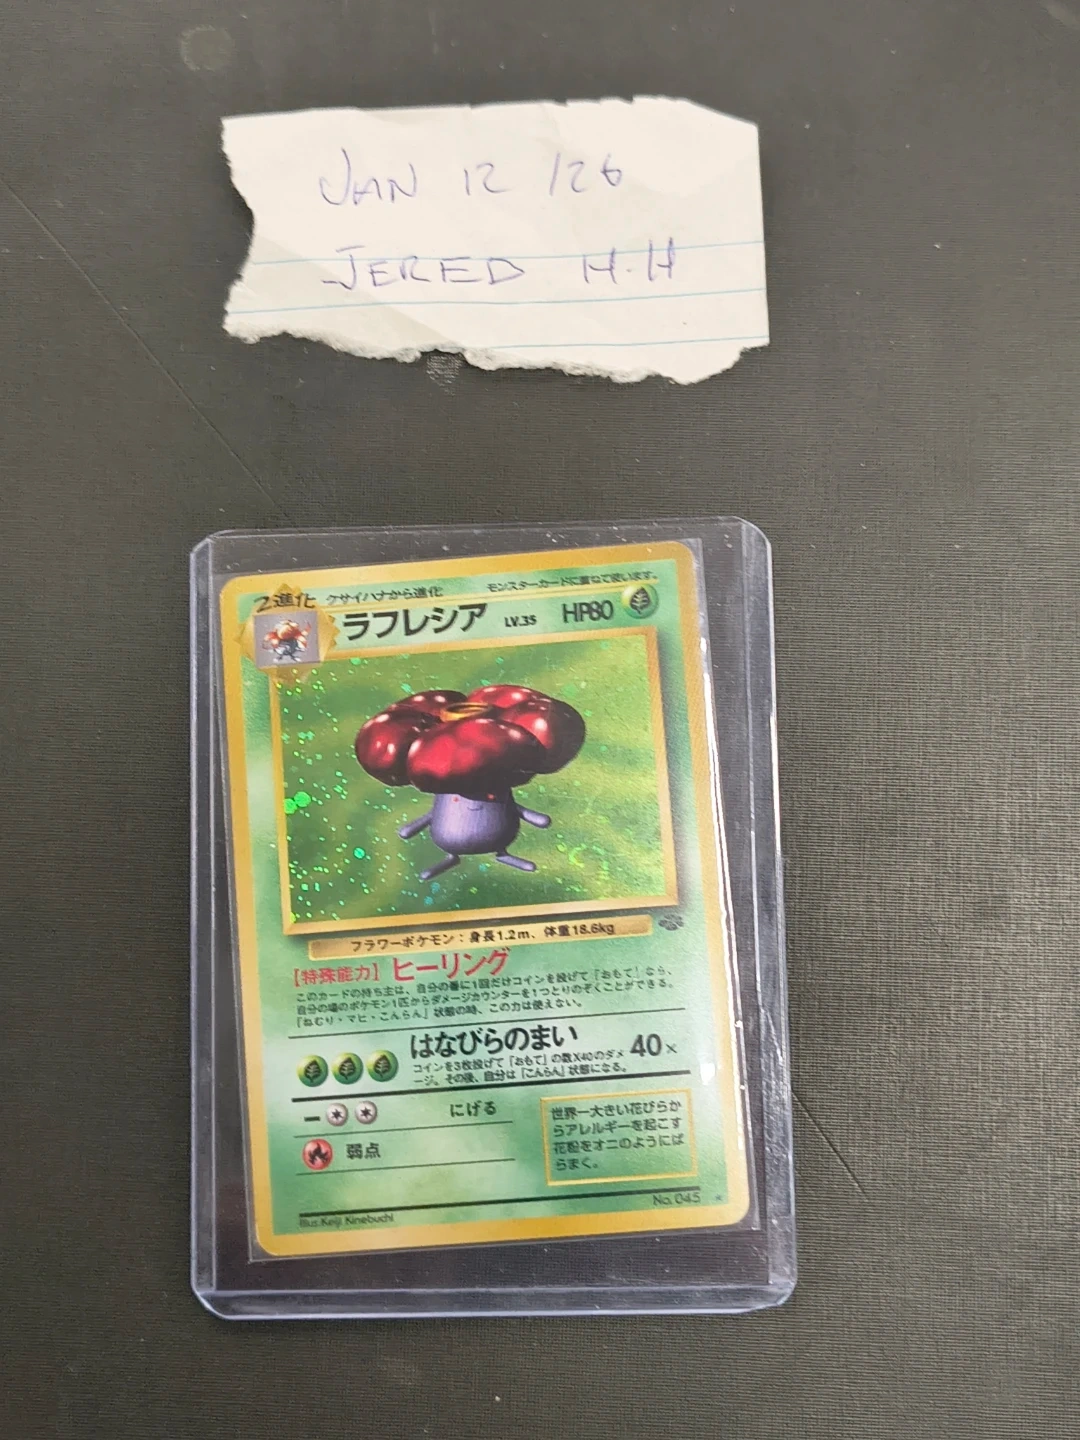 JAN 12 /26
JERED H.H
2進化 クサイハナから進化 モンスターカードに重ねて使います。
ラフレシア LV.35 HP80
フラワーポケモン：身長1.2m、体重18.6kg
【特殊能力】ヒーリング
このカードの持ち主は、自分の番に1回だけコインを投げて「おもて」なら、
自分の場のポケモン1匹からダメージカウンターを1つとりのぞくことができる。
「ねむり・マヒ・こんらん」状態の時、この力は使えない。
はなびらのまい 40×
コインを3枚投げて「おもて」の数X40のダメ
ージ。その後、自分は「こんらん」状態になる。
にげる
弱点
世界一大きい花びらか
らアレルギーを起こす
花粉をオニのようにば
らまく。
No.045
Illus. Keiji Kinebuchi